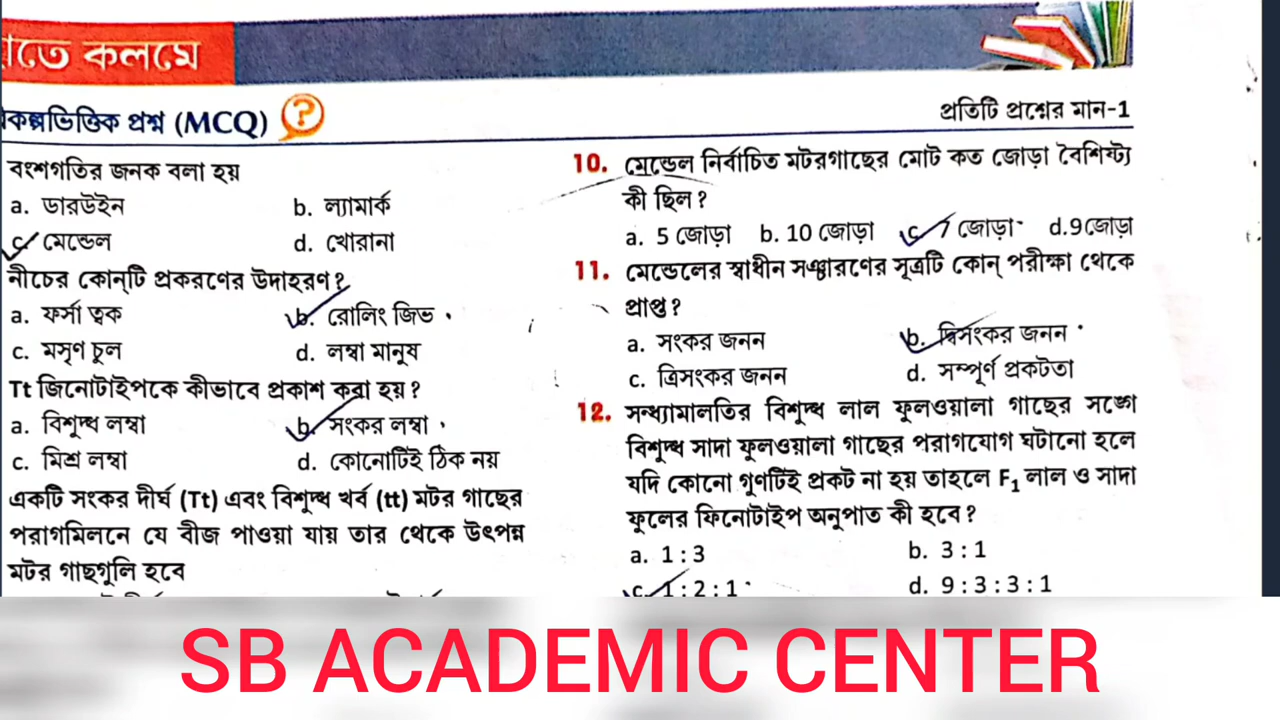 াতে কলমে
কল্পভিত্তিক প্রশ্ন (MCQ) ?
প্রতিটি প্রশ্নের মান-1
বংশগতির জনক বলা হয়
a. ডারউইন b. ল্যামার্ক
c. মেন্ডেল d. খোরানা
নীচের কোন্‌টি প্রকরণের উদাহরণ?
a. ফর্সা ত্বক b. রোলিং জিভ
c. মসৃণ চুল d. লম্বা মানুষ
Tt জিনোটাইপকে কীভাবে প্রকাশ করা হয়?
a. বিশুদ্ধ লম্বা b. সংকর লম্বা
c. মিশ্র লম্বা d. কোনোটিই ঠিক নয়
একটি সংকর দীর্ঘ (Tt) এবং বিশুদ্ধ খর্ব (tt) মটর গাছের
পরাগমিলনে যে বীজ পাওয়া যায় তার থেকে উৎপন্ন
মটর গাছগুলি হবে
10. মেন্ডেল নির্বাচিত মটরগাছের মোট কত জোড়া বৈশিষ্ট্য
কী ছিল?
a. 5 জোড়া b. 10 জোড়া c. 7 জোড়া d.9জোড়া
11. মেন্ডেলের স্বাধীন সঞ্চারণের সূত্রটি কোন্ পরীক্ষা থেকে
প্রাপ্ত?
a. সংকর জনন b. দ্বিসংকর জনন
c. ত্রিসংকর জনন d. সম্পূর্ণ প্রকটতা
12. সন্ধ্যামালতির বিশুদ্ধ লাল ফুলওয়ালা গাছের সঙ্গে
বিশুদ্ধ সাদা ফুলওয়ালা গাছের পরাগযোগ ঘটানো হলে
যদি কোনো গুণটিই প্রকট না হয় তাহলে F₁ লাল ও সাদা
ফুলের ফিনোটাইপ অনুপাত কী হবে?
a. 1 : 3 b. 3 : 1
c. 1 : 2 : 1 d. 9 : 3 : 3 : 1
SB ACADEMIC CENTER